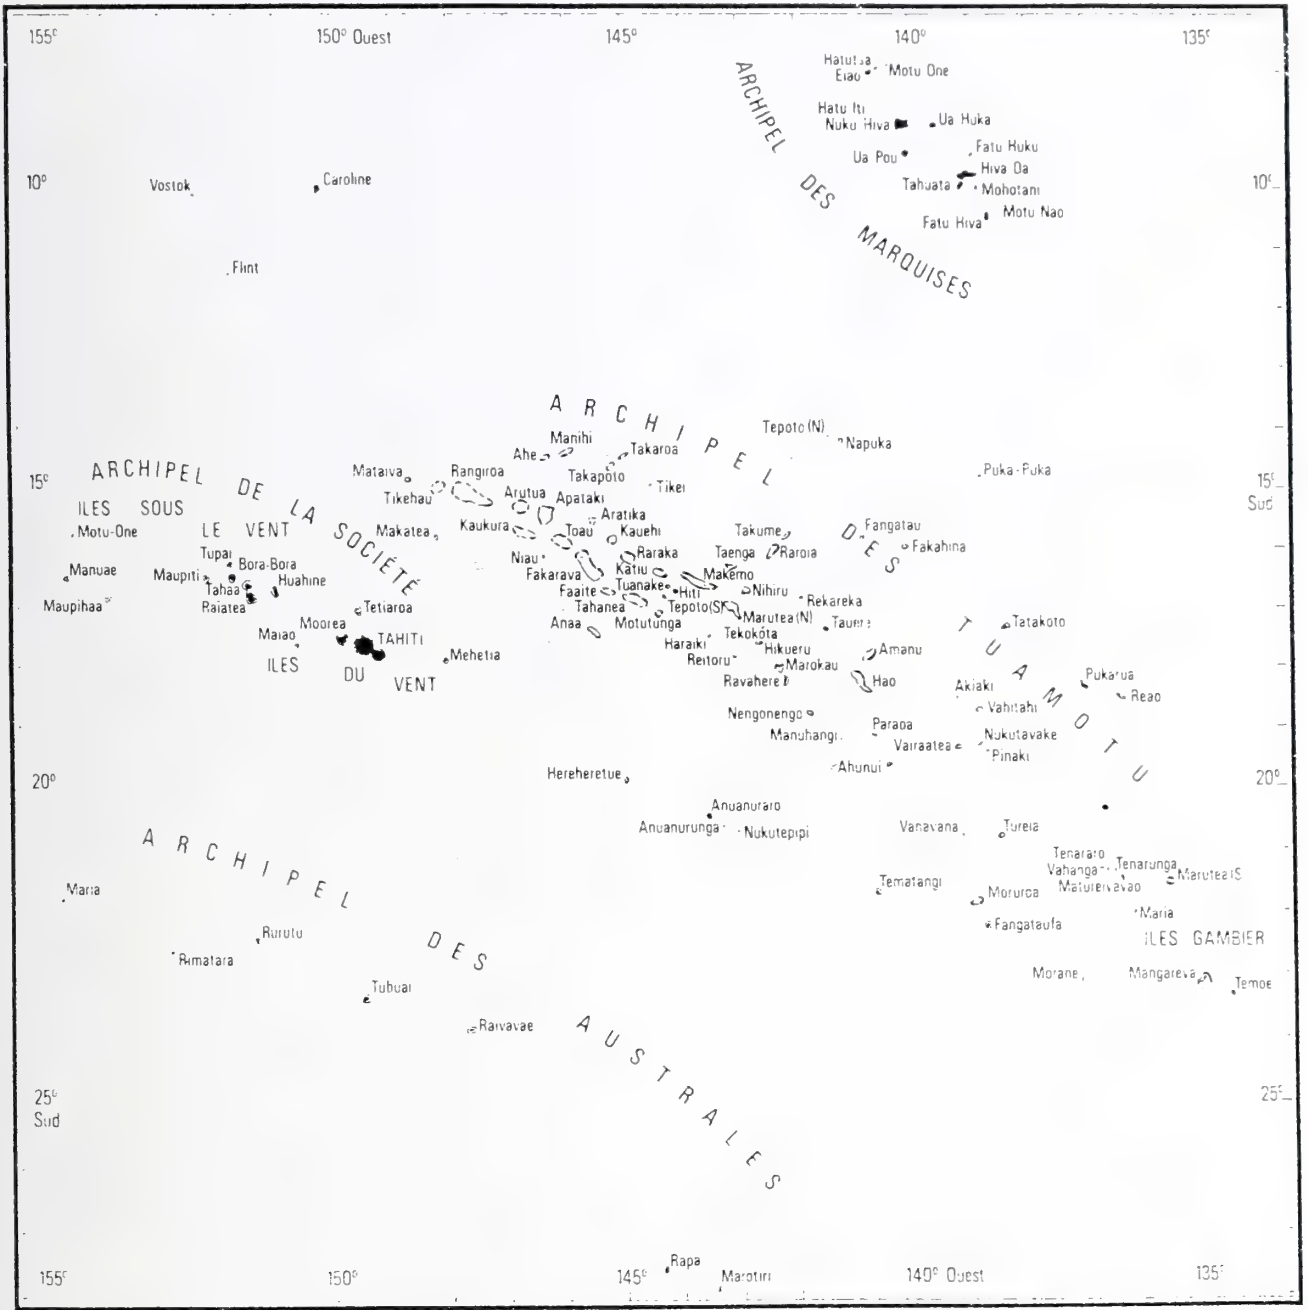 155° 150° Ouest 145° 140° 135°
Hatutaa
Eiao
Motu One
ARCHIPEL DES MARQUISES
Hatu Iti
Nuku Hiva
Ua Huka
Ua Pou
Fatu Huku
Hiva Oa
Tahuata
Mohotani
Motu Nao
Fatu Hiva
10° 10°
Vostok
Caroline
Flint
ARCHIPEL DES TUAMOTU
Tepoto (N)
Napuka
Puka-Puka
Manihi
Ahe
Takaroa
Takapoto
Tikei
15° 15°
Sud
ARCHIPEL DE LA SOCIÉTÉ
ILES SOUS
LE VENT
Mataiva
Rangiroa
Tikehau
Arutua
Apataki
Aratika
Motu-One
Makatea
Kaukura
Toau
Kauehi
Takume
Fangatau
Fakahina
Tupai
Bora-Bora
Niau
Raraka
Taenga
Raroia
Manuae
Maupiti
Tahaa
Huahine
Fakarava
Katiu
Makemo
Maupihaa
Raiatea
Faaite
Tuanake
Hiti
Nihiru
Tetiaroa
Tahanea
Tepoto(S)
Rekareka
Moorea
Anaa
Motutunga
Marutea(N)
Tauere
Tatakoto
Maiao
TAHITI
Haraiki
Tekokota
Hikueru
Amanu
ILES
DU
VENT
Mehetia
Reitoru
Marokau
Ravahere
Hao
Akiaki
Pukarua
Reao
Vahitahi
Nengonengo
Manuhangi
Paraoa
Vairaatea
Nukutavake
Pinaki
Ahunui
Hereheretue
20° 20°
Anuanuraro
Anuanurunga
Nukutepipi
Vanavana
Tureia
ARCHIPEL DES AUSTRALES
Tenararo
Vahanga
Tenarunga
Marutea(S
Matureivavao
Maria
Tematangi
Moruroa
Maria
Fangataufa
ILES GAMBIER
Rurutu
Rimatara
Morane
Mangareva
Temoe
Tubuai
Raivavae
25° 25°
Sud
Rapa
Marotiri
155° 150° 145° 140° Ouest 135°